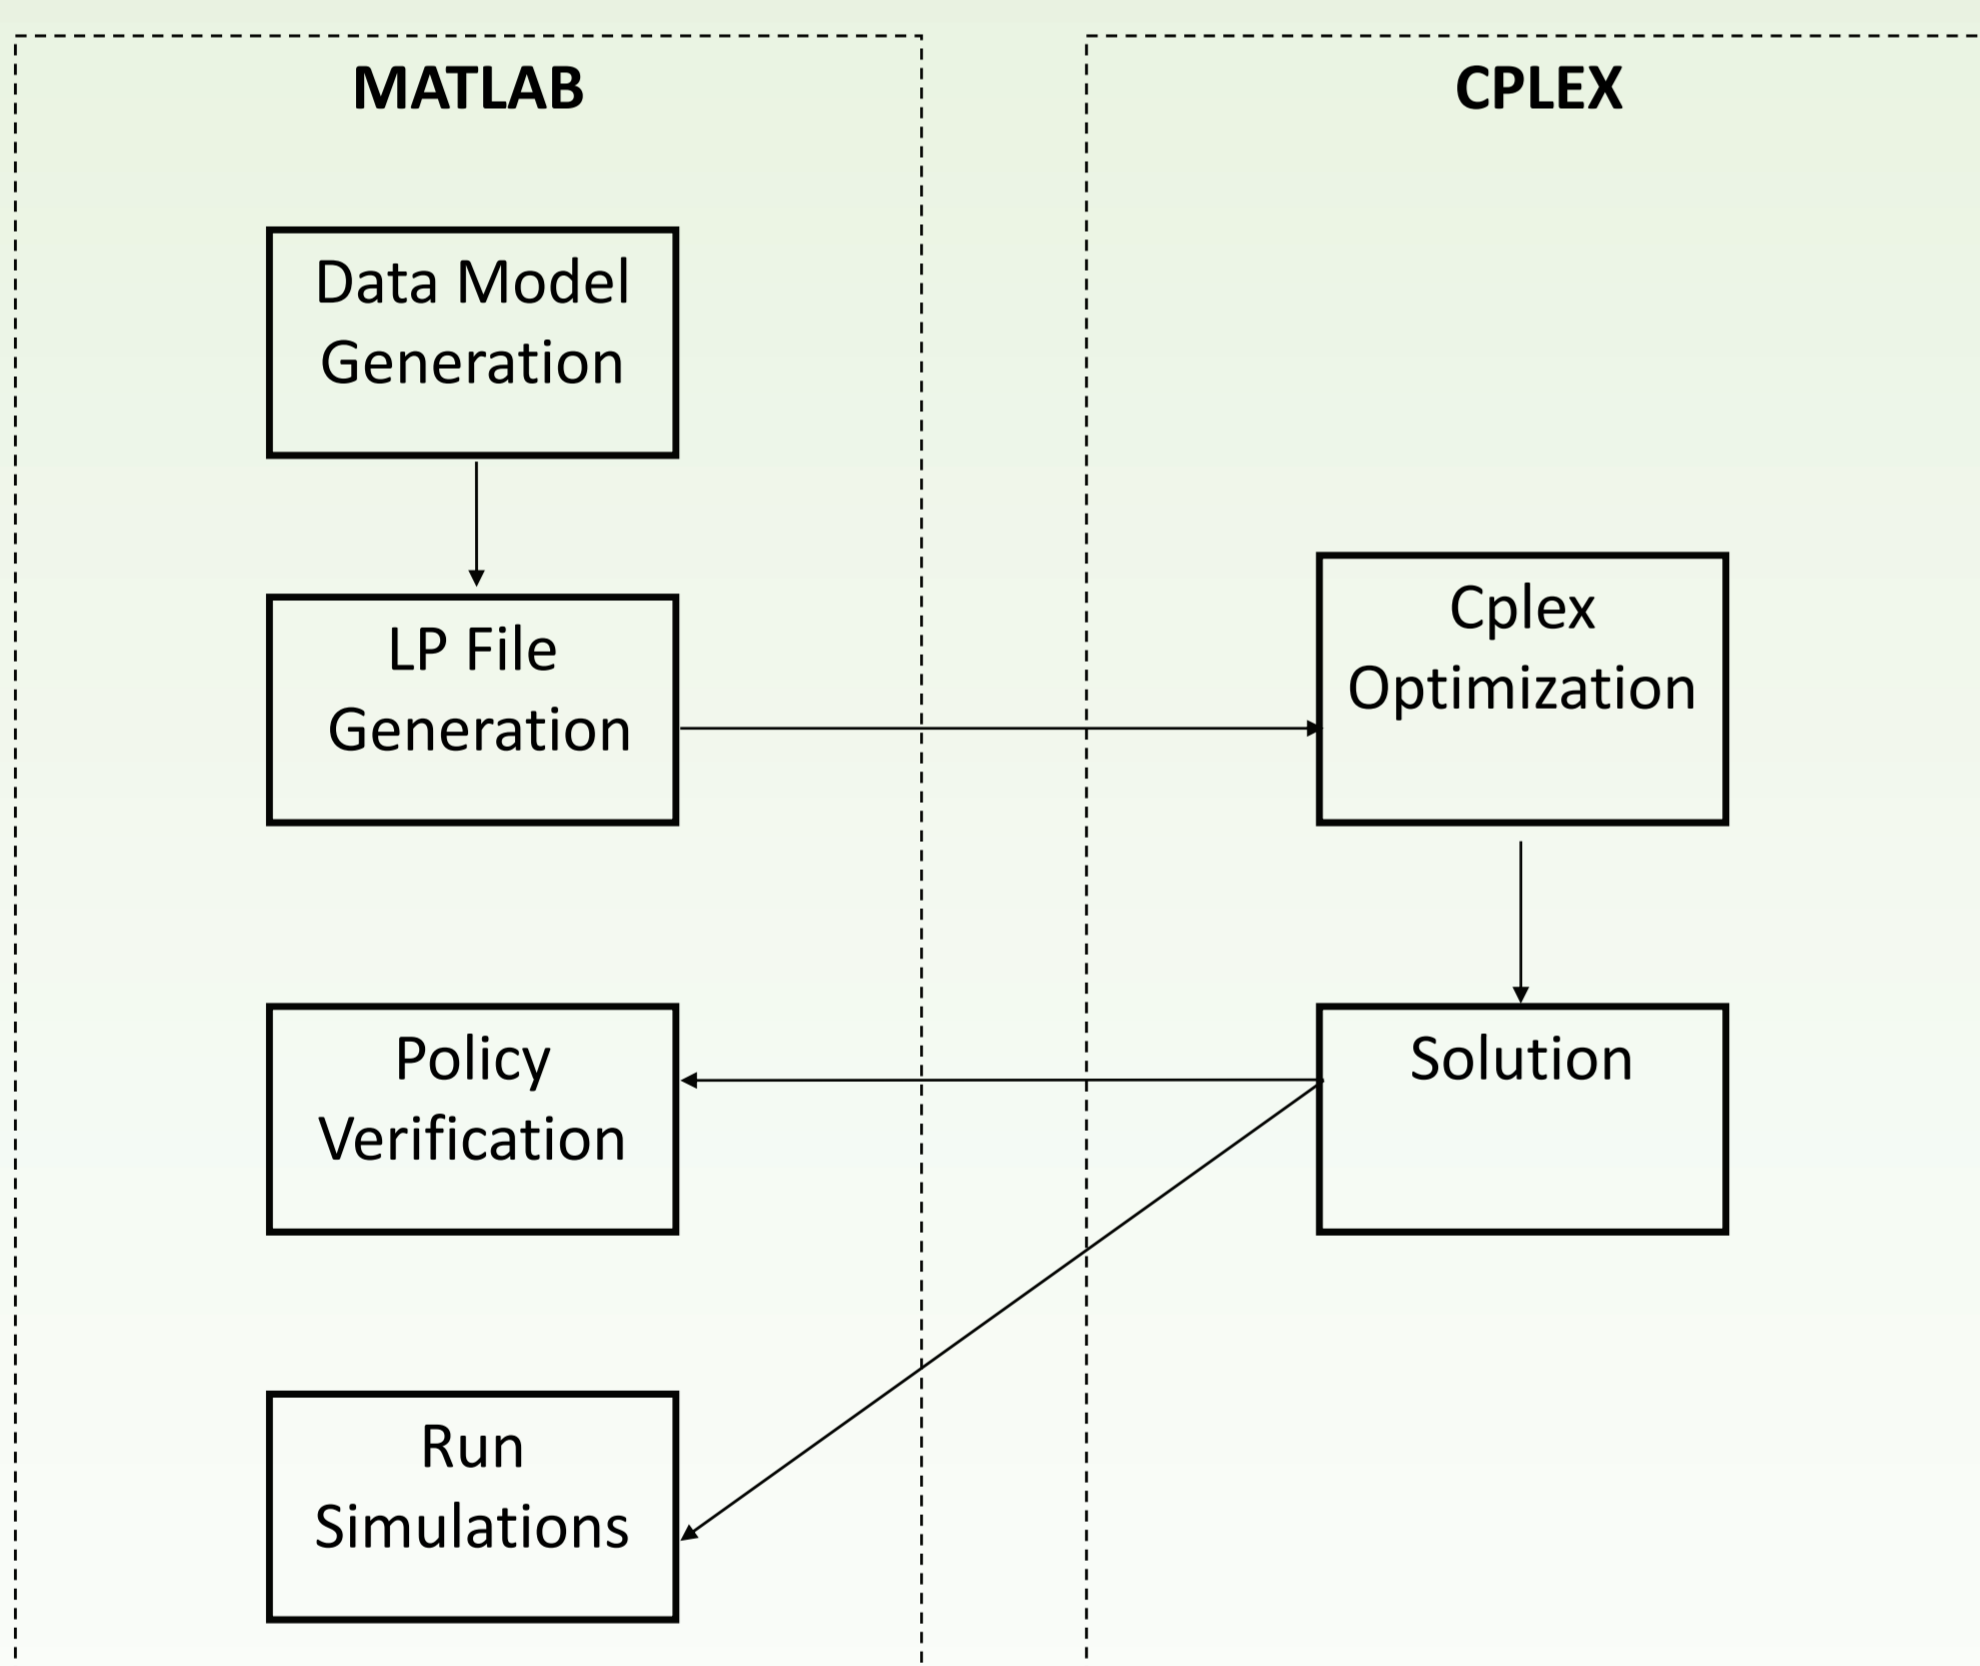 MATLAB
CPLEX
Data Model
Generation
LP File
Generation
Cplex
Optimization
Policy
Verification
Solution
Run
Simulations